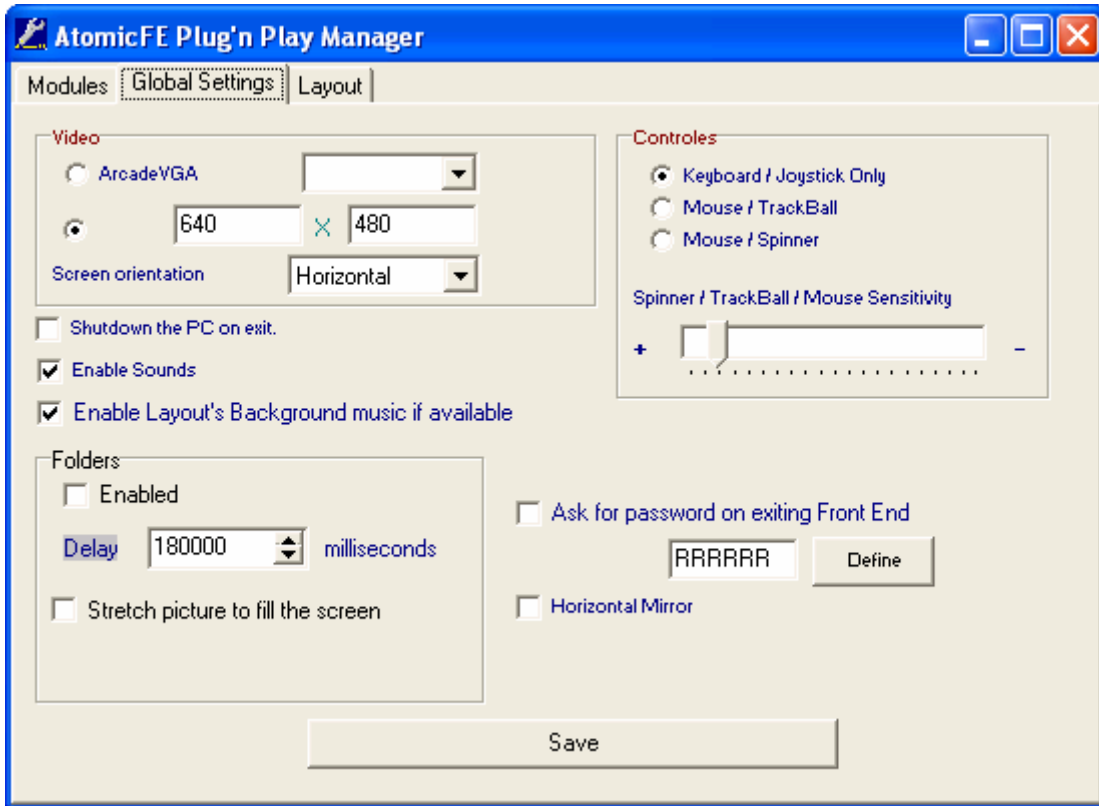 AtomicFE Plug'n Play Manager
Modules Global Settings Layout
Video
ArcadeVGA
640 X 480
Screen orientation Horizontal
Shutdown the PC on exit.
Enable Sounds
Enable Layout's Background music if available
Controles
Keyboard / Joystick Only
Mouse / TrackBall
Mouse / Spinner
Spinner / TrackBall / Mouse Sensitivity
+ -
Folders
Enabled
Delay 180000 milliseconds
Stretch picture to fill the screen
Ask for password on exiting Front End
RRRRRR Define
Horizontal Mirror
Save